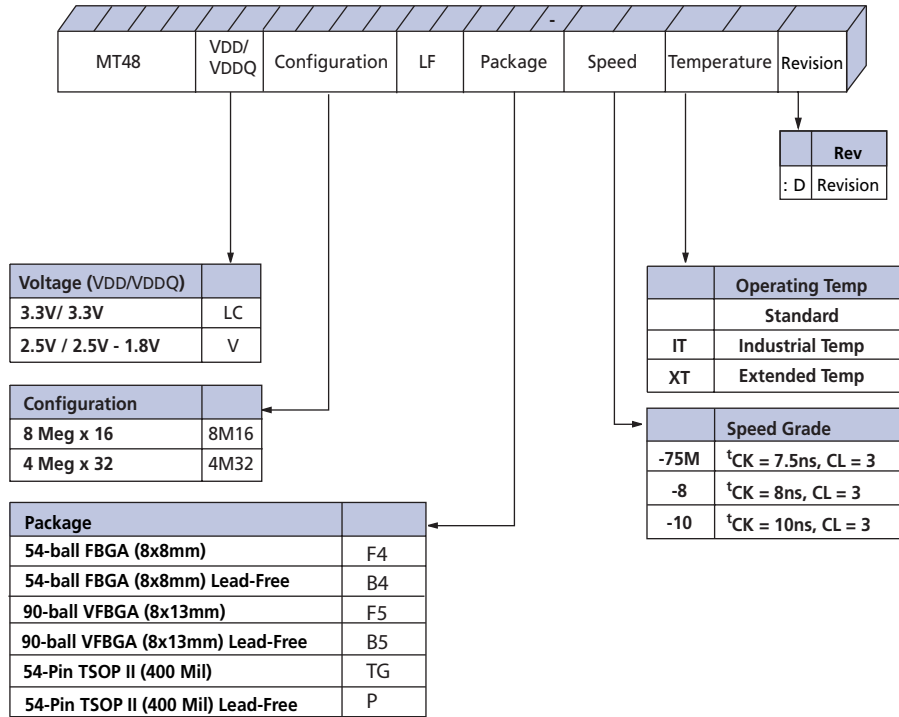 -
MT48 VDD/ VDDQ Configuration LF Package Speed Temperature Revision
Rev
: D Revision
Voltage (VDD/VDDQ)
3.3V/ 3.3V LC
2.5V / 2.5V - 1.8V V
Operating Temp
Standard
IT Industrial Temp
XT Extended Temp
Configuration
8 Meg x 16 8M16
4 Meg x 32 4M32
Speed Grade
-75M tCK = 7.5ns, CL = 3
-8 tCK = 8ns, CL = 3
-10 tCK = 10ns, CL = 3
Package
54-ball FBGA (8x8mm) F4
54-ball FBGA (8x8mm) Lead-Free B4
90-ball VFBGA (8x13mm) F5
90-ball VFBGA (8x13mm) Lead-Free B5
54-Pin TSOP II (400 Mil) TG
54-Pin TSOP II (400 Mil) Lead-Free P